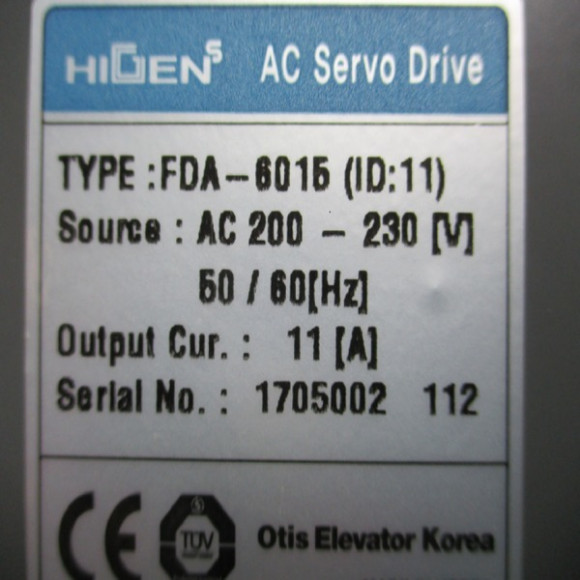 HIGEN S AC Servo Drive
TYPE : FDA-6015 (ID:11)
Source : AC 200 - 230 [V]
50 / 60[Hz]
Output Cur. : 11 [A]
Serial No. : 1705002 112
CE TÜV Otis Elevator Korea